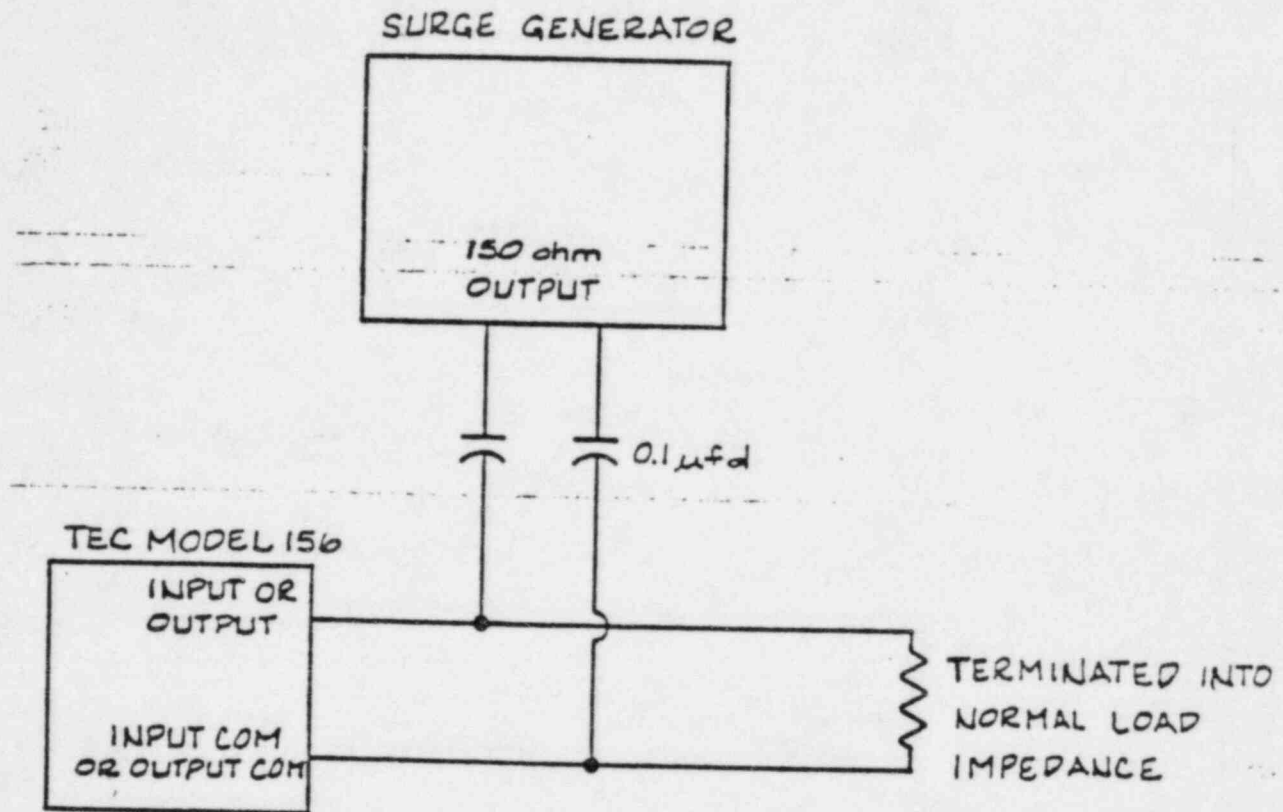 SURGE GENERATOR
150 ohm
OUTPUT
0.1 µfd
TEC MODEL 156
INPUT OR
OUTPUT
INPUT COM
OR OUTPUT COM
TERMINATED INTO
NORMAL LOAD
IMPEDANCE